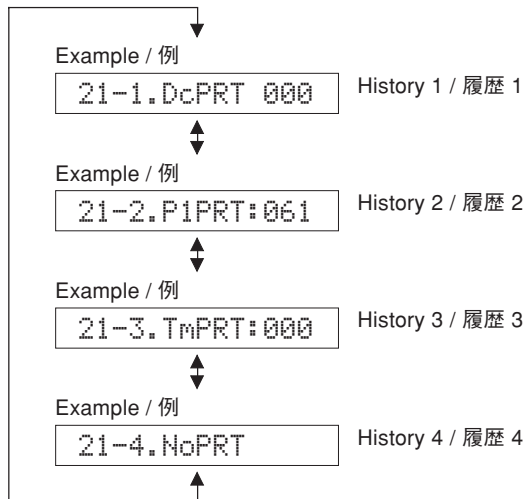 Example / 例
21-1.DcPRT 000
History 1 / 履歴 1
Example / 例
21-2.P1PRT:061
History 2 / 履歴 2
Example / 例
21-3.TmPRT:000
History 3 / 履歴 3
Example / 例
21-4.NoPRT
History 4 / 履歴 4